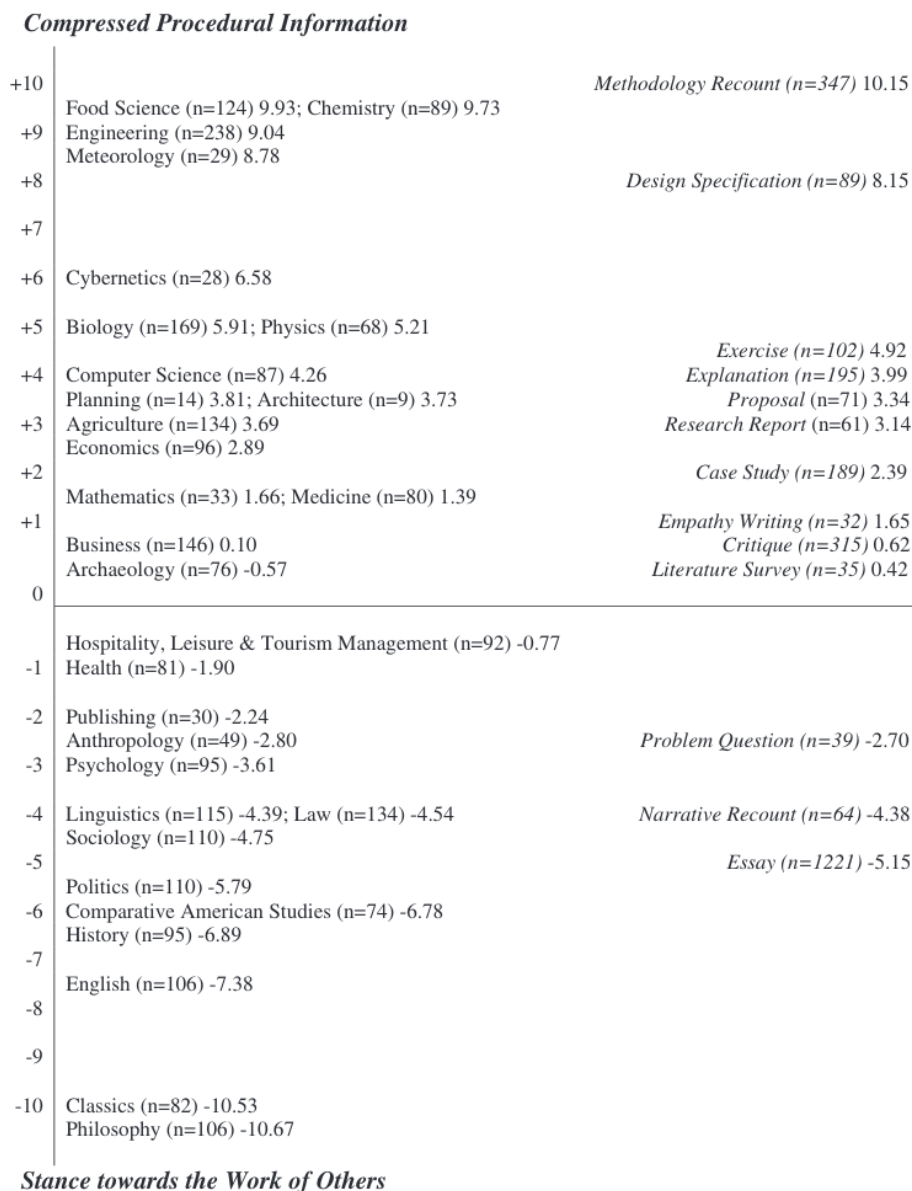 Compressed Procedural Information
+10 Methodology Recount (n=347) 10.15
Food Science (n=124) 9.93; Chemistry (n=89) 9.73
+9 Engineering (n=238) 9.04
Meteorology (n=29) 8.78
+8 Design Specification (n=89) 8.15
+7
+6 Cybernetics (n=28) 6.58
+5 Biology (n=169) 5.91; Physics (n=68) 5.21
Exercise (n=102) 4.92
+4 Computer Science (n=87) 4.26 Explanation (n=195) 3.99
Planning (n=14) 3.81; Architecture (n=9) 3.73 Proposal (n=71) 3.34
+3 Agriculture (n=134) 3.69 Research Report (n=61) 3.14
Economics (n=96) 2.89
+2 Case Study (n=189) 2.39
Mathematics (n=33) 1.66; Medicine (n=80) 1.39
+1 Empathy Writing (n=32) 1.65
Business (n=146) 0.10 Critique (n=315) 0.62
Archaeology (n=76) -0.57 Literature Survey (n=35) 0.42
0
Hospitality, Leisure & Tourism Management (n=92) -0.77
-1 Health (n=81) -1.90
-2 Publishing (n=30) -2.24
Anthropology (n=49) -2.80 Problem Question (n=39) -2.70
-3 Psychology (n=95) -3.61
-4 Linguistics (n=115) -4.39; Law (n=134) -4.54 Narrative Recount (n=64) -4.38
Sociology (n=110) -4.75
-5 Essay (n=1221) -5.15
Politics (n=110) -5.79
-6 Comparative American Studies (n=74) -6.78
History (n=95) -6.89
-7
English (n=106) -7.38
-8
-9
-10 Classics (n=82) -10.53
Philosophy (n=106) -10.67
Stance towards the Work of Others